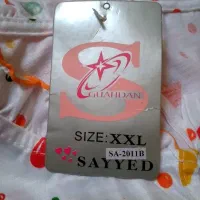 S
GUANDAN
SIZE: XXL
SA-2011B
SAYYED